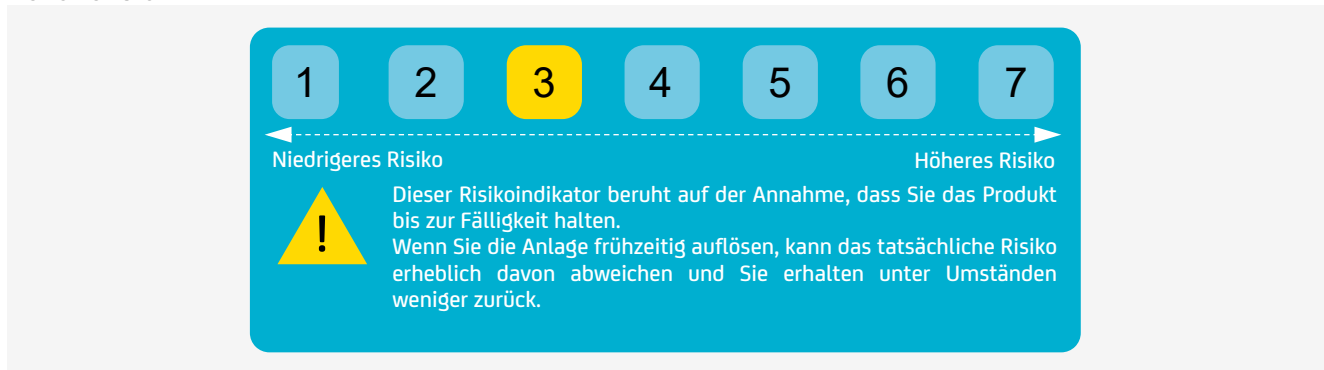 1 2 3 4 5 6 7
Niedrigeres Risiko Höheres Risiko
!
Dieser Risikoindikator beruht auf der Annahme, dass Sie das Produkt
bis zur Fälligkeit halten.
Wenn Sie die Anlage frühzeitig auflösen, kann das tatsächliche Risiko
erheblich davon abweichen und Sie erhalten unter Umständen
weniger zurück.